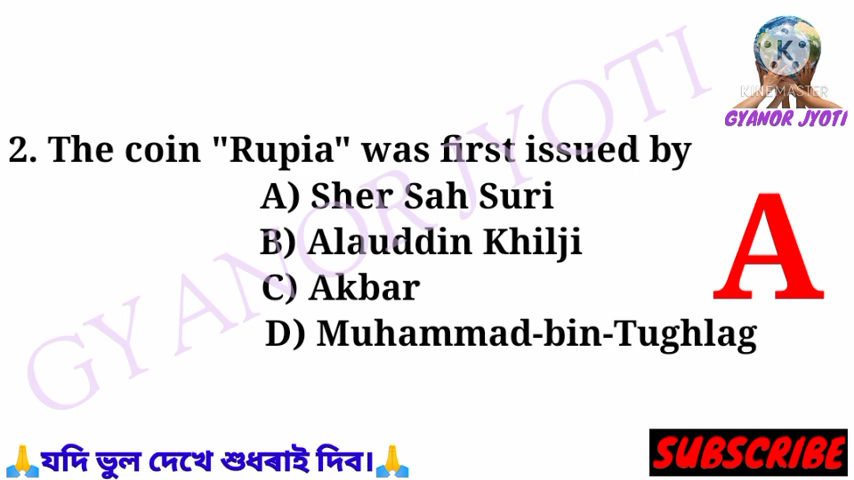 KINEMASTER
GYANOR JYOTI
2. The coin "Rupia" was first issued by
A) Sher Sah Suri
B) Alauddin Khilji
C) Akbar
D) Muhammad-bin-Tughlag
A
GYANOR JYOTI
🙏যদি ভুল দেখে শুধৰাই দিব।🙏
SUBSCRIBE